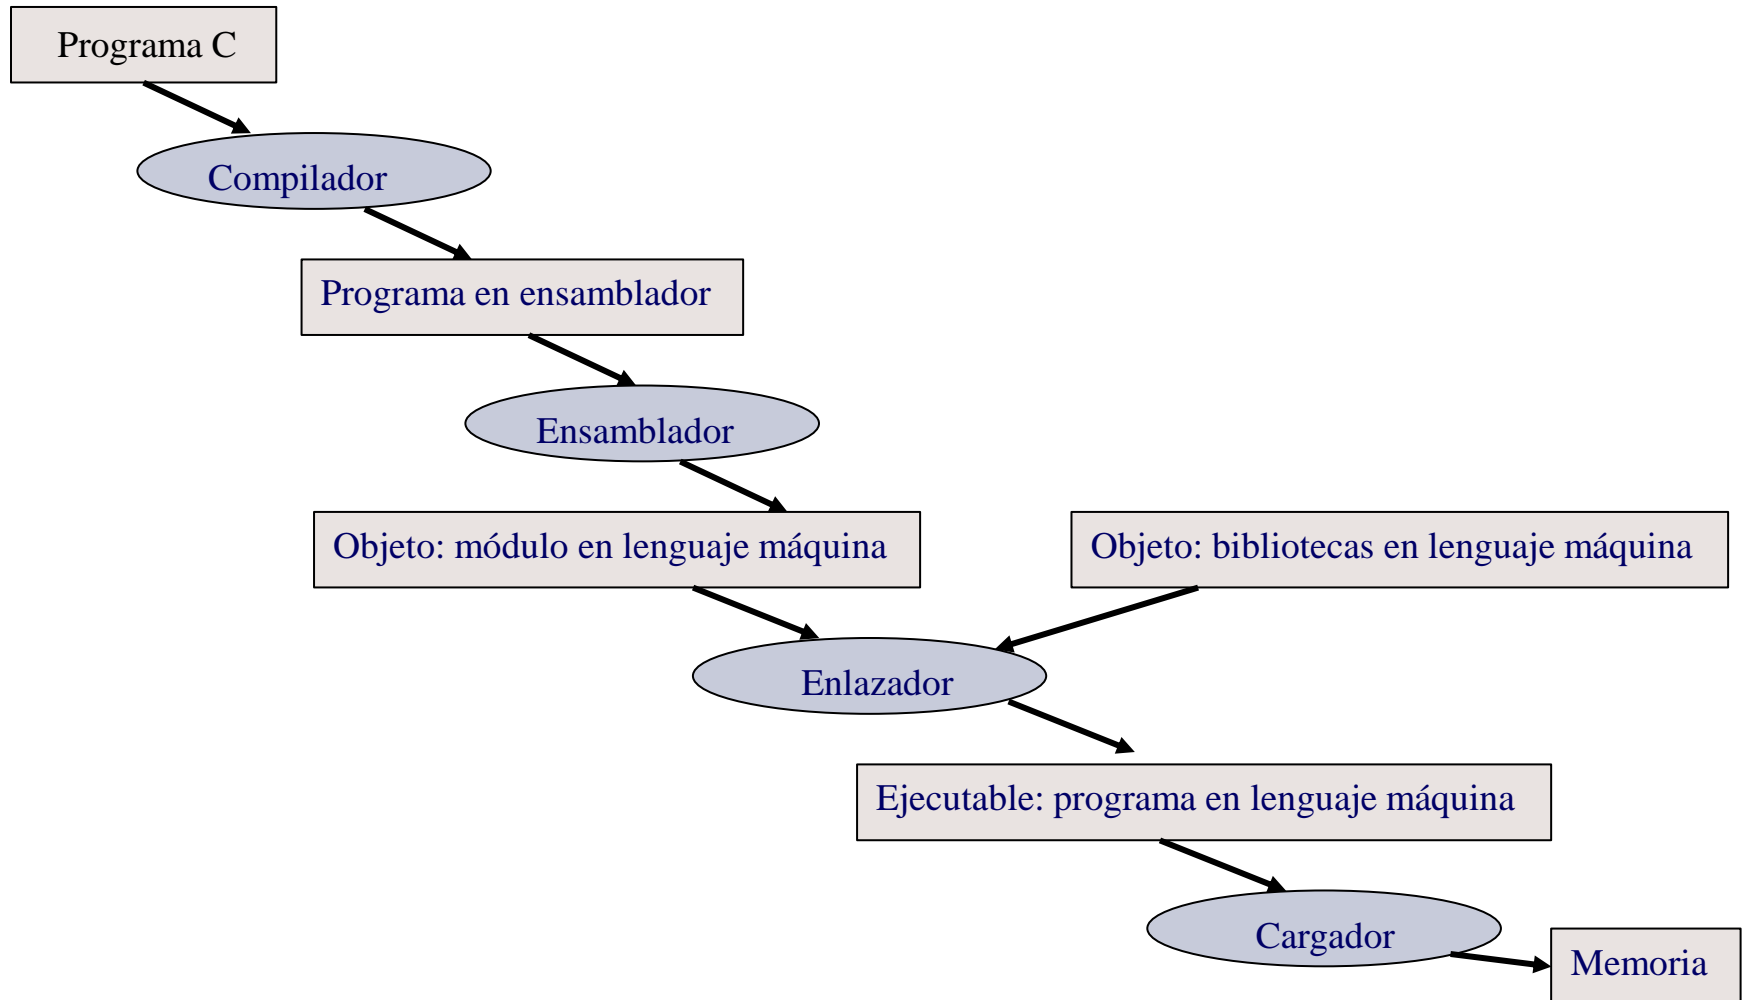 Programa C
Compilador
Programa en ensamblador
Ensamblador
Objeto: módulo en lenguaje máquina
Objeto: bibliotecas en lenguaje máquina
Enlazador
Ejecutable: programa en lenguaje máquina
Cargador
Memoria